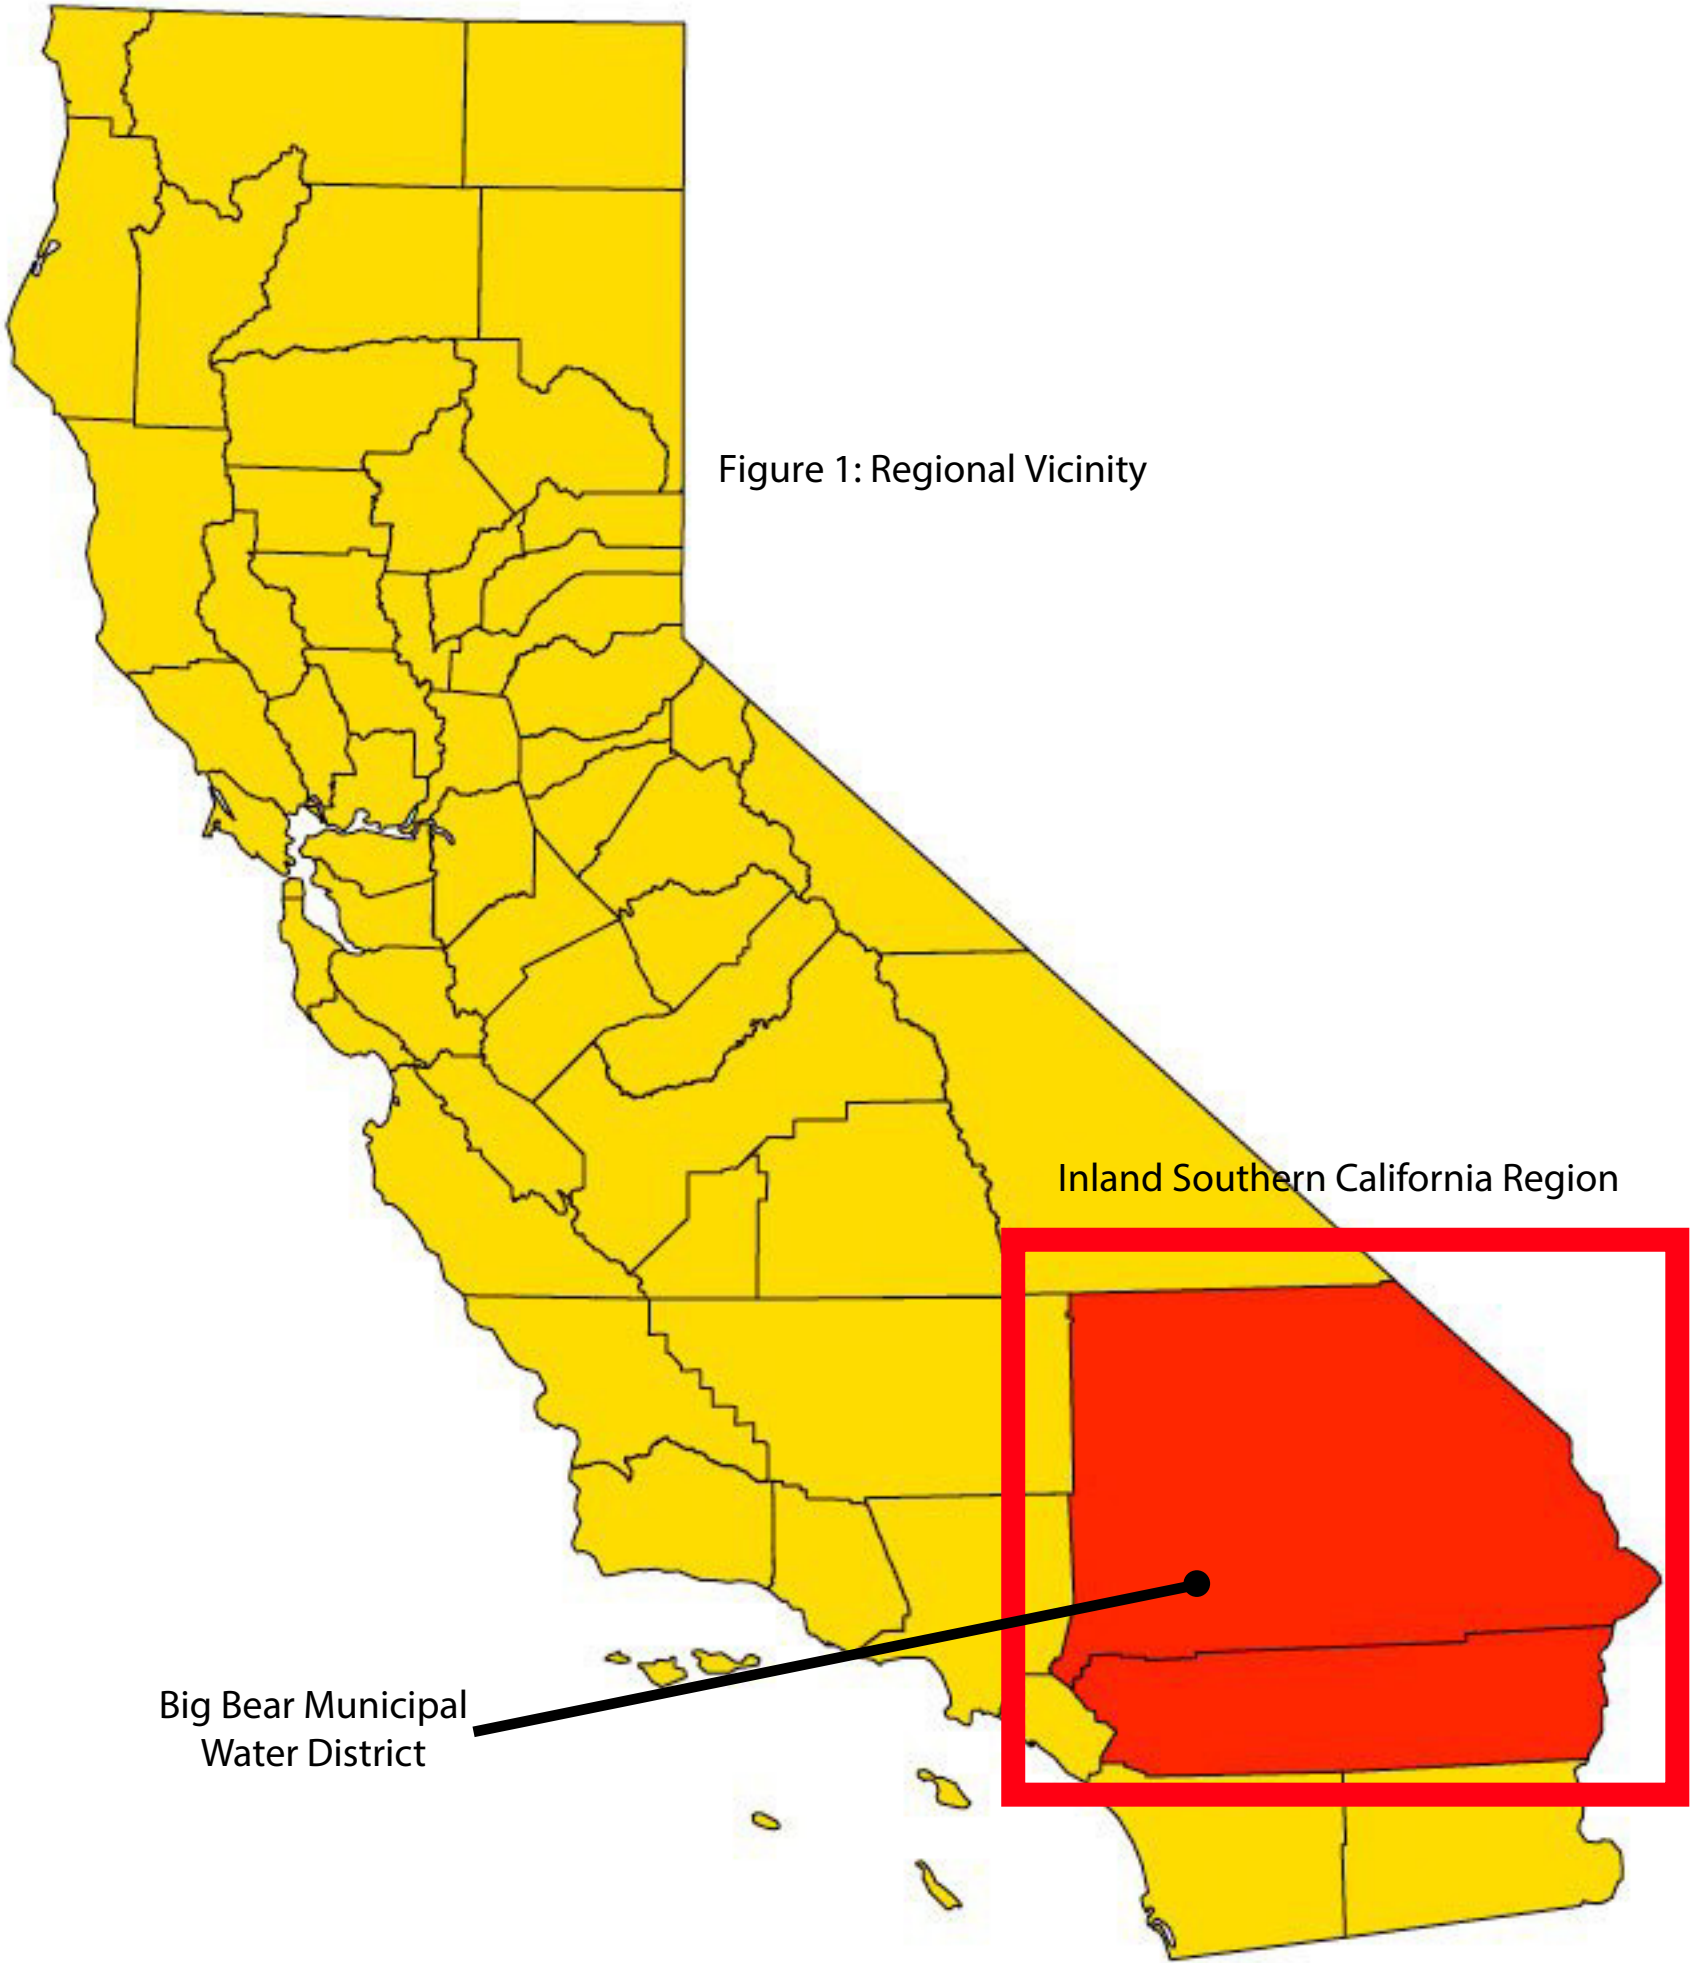 Figure 1: Regional Vicinity
Inland Southern California Region
Big Bear Municipal
Water District